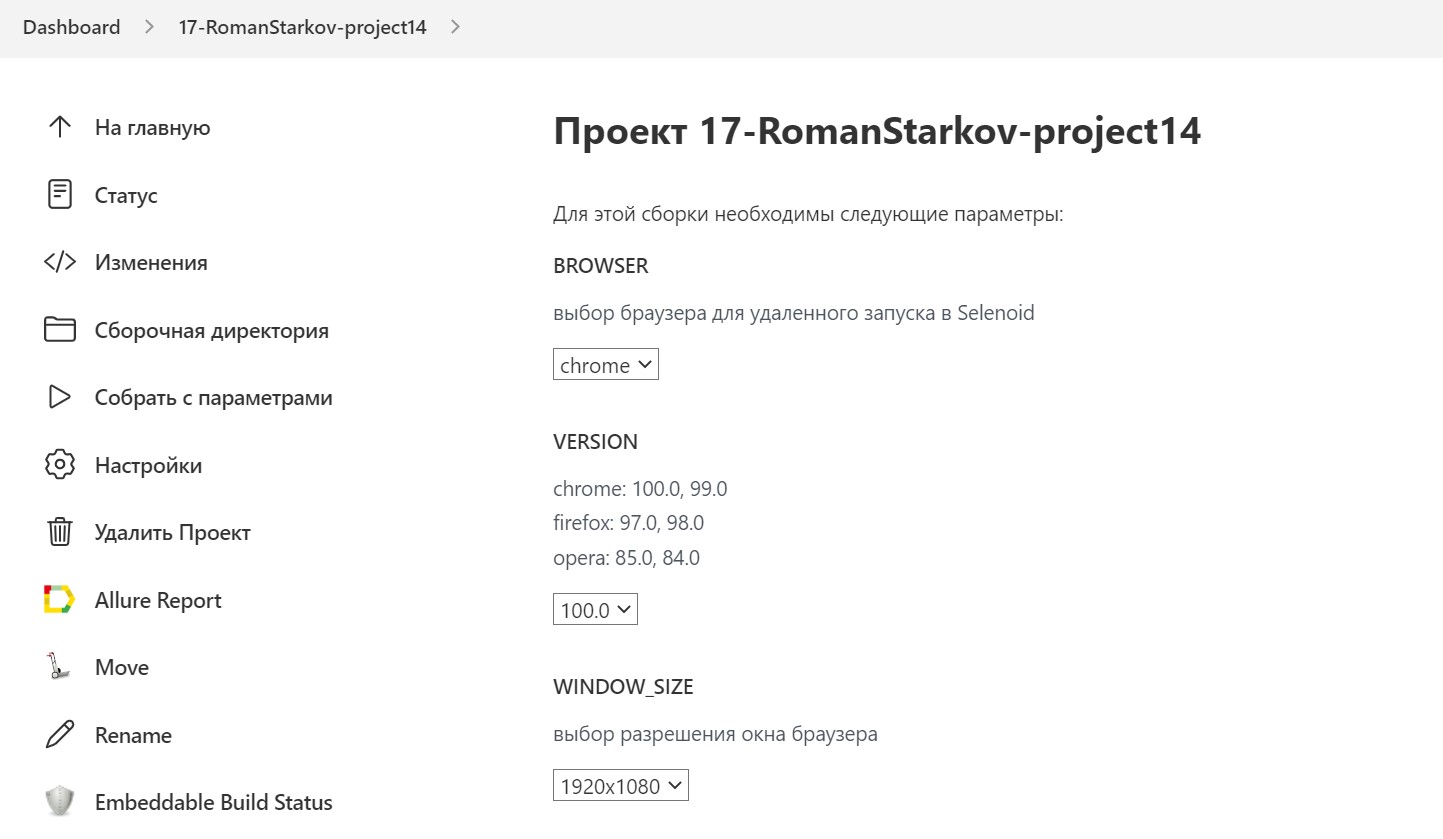 Dashboard
17-RomanStarkov-project14
На главную
Статус
Изменения
Сборочная директория
Собрать с параметрами
Настройки
Удалить Проект
Allure Report
Move
Rename
Embeddable Build Status
Проект 17-RomanStarkov-project14
Для этой сборки необходимы следующие параметры:
BROWSER
выбор браузера для удаленного запуска в Selenoid
chrome
VERSION
chrome: 100.0, 99.0
firefox: 97.0, 98.0
opera: 85.0, 84.0
100.0
WINDOW_SIZE
выбор разрешения окна браузера
1920x1080